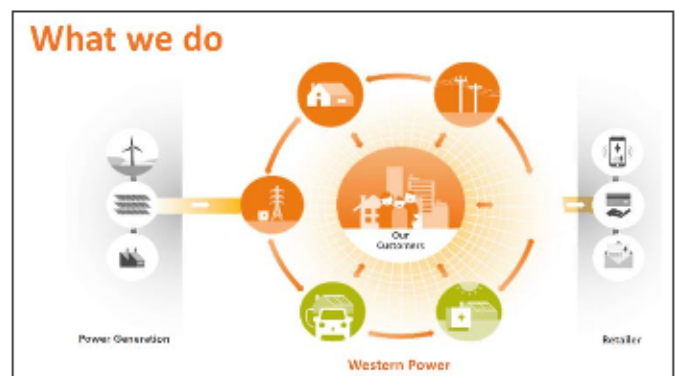 What we do
Our
Customers
Power Generation
Retailer
Western Power